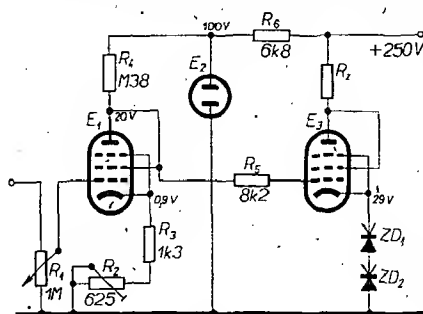 100V
R6
6k8
+250V
R4
M38
E2
Rz
E1
20V
E3
R5
8k2
0,9V
29V
R3
1k3
ZD1
R1
1M
R2
625
ZD2